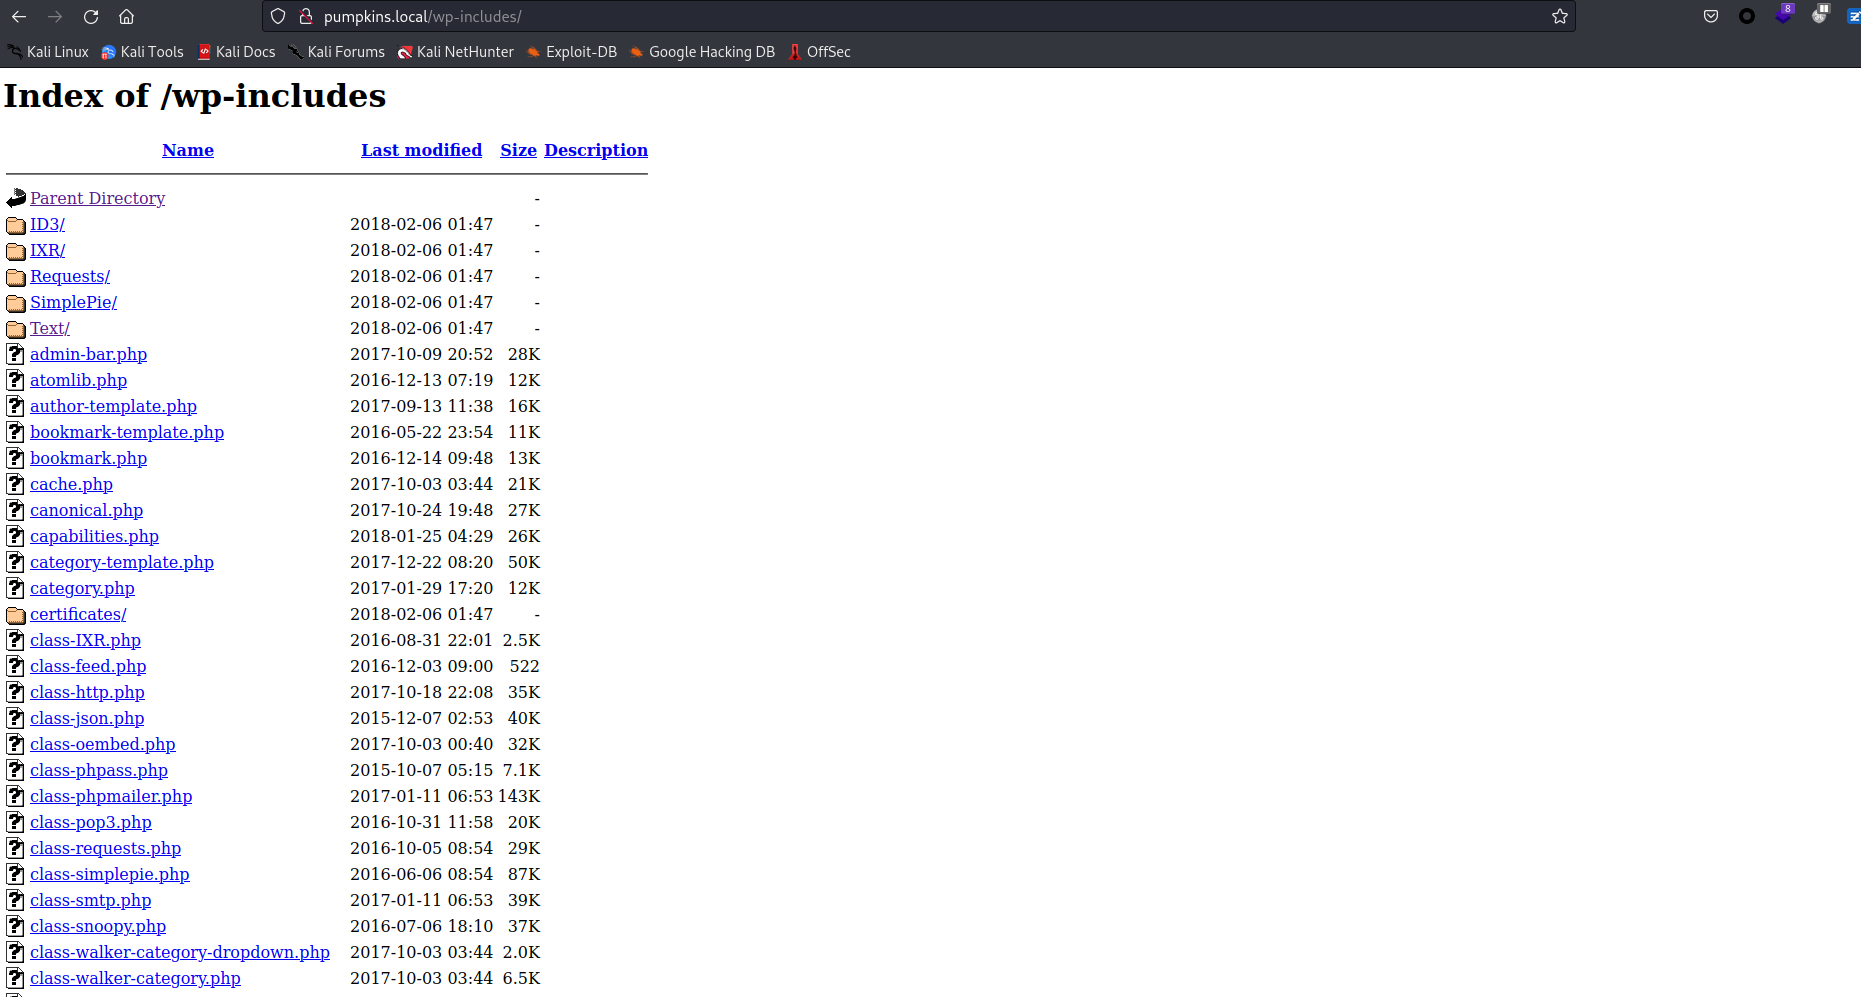 pumpkins.local/wp-includes/
8
Kali Linux Kali Tools Kali Docs Kali Forums Kali NetHunter Exploit-DB Google Hacking DB OffSec
Index of /wp-includes
Name Last modified Size Description
Parent Directory -
ID3/ 2018-02-06 01:47 -
IXR/ 2018-02-06 01:47 -
Requests/ 2018-02-06 01:47 -
SimplePie/ 2018-02-06 01:47 -
Text/ 2018-02-06 01:47 -
admin-bar.php 2017-10-09 20:52 28K
atomlib.php 2016-12-13 07:19 12K
author-template.php 2017-09-13 11:38 16K
bookmark-template.php 2016-05-22 23:54 11K
bookmark.php 2016-12-14 09:48 13K
cache.php 2017-10-03 03:44 21K
canonical.php 2017-10-24 19:48 27K
capabilities.php 2018-01-25 04:29 26K
category-template.php 2017-12-22 08:20 50K
category.php 2017-01-29 17:20 12K
certificates/ 2018-02-06 01:47 -
class-IXR.php 2016-08-31 22:01 2.5K
class-feed.php 2016-12-03 09:00 522
class-http.php 2017-10-18 22:08 35K
class-json.php 2015-12-07 02:53 40K
class-oembed.php 2017-10-03 00:40 32K
class-phpass.php 2015-10-07 05:15 7.1K
class-phpmailer.php 2017-01-11 06:53 143K
class-pop3.php 2016-10-31 11:58 20K
class-requests.php 2016-10-05 08:54 29K
class-simplepie.php 2016-06-06 08:54 87K
class-smtp.php 2017-01-11 06:53 39K
class-snoopy.php 2016-07-06 18:10 37K
class-walker-category-dropdown.php 2017-10-03 03:44 2.0K
class-walker-category.php 2017-10-03 03:44 6.5K